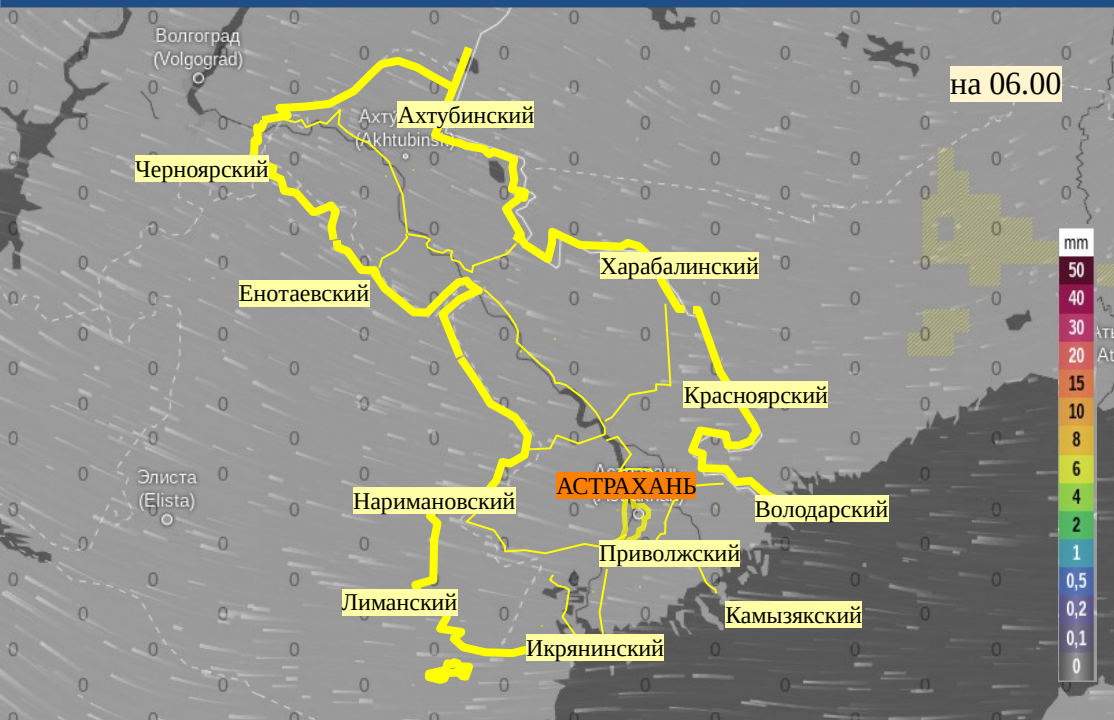 Волгоград
(Volgograd)
на 06.00
Ахтубинский
(Akhtubinsk)
Черноярский
Харабалинский
Енотаевский
Красноярский
Элиста
(Elista)
АСТРАХАНЬ
Наримановский
Володарский
Приволжский
Лиманский
Камызякский
Икрянинский
mm
50
40
30
20
15
10
8
6
4
2
1
0,5
0,2
0,1
0